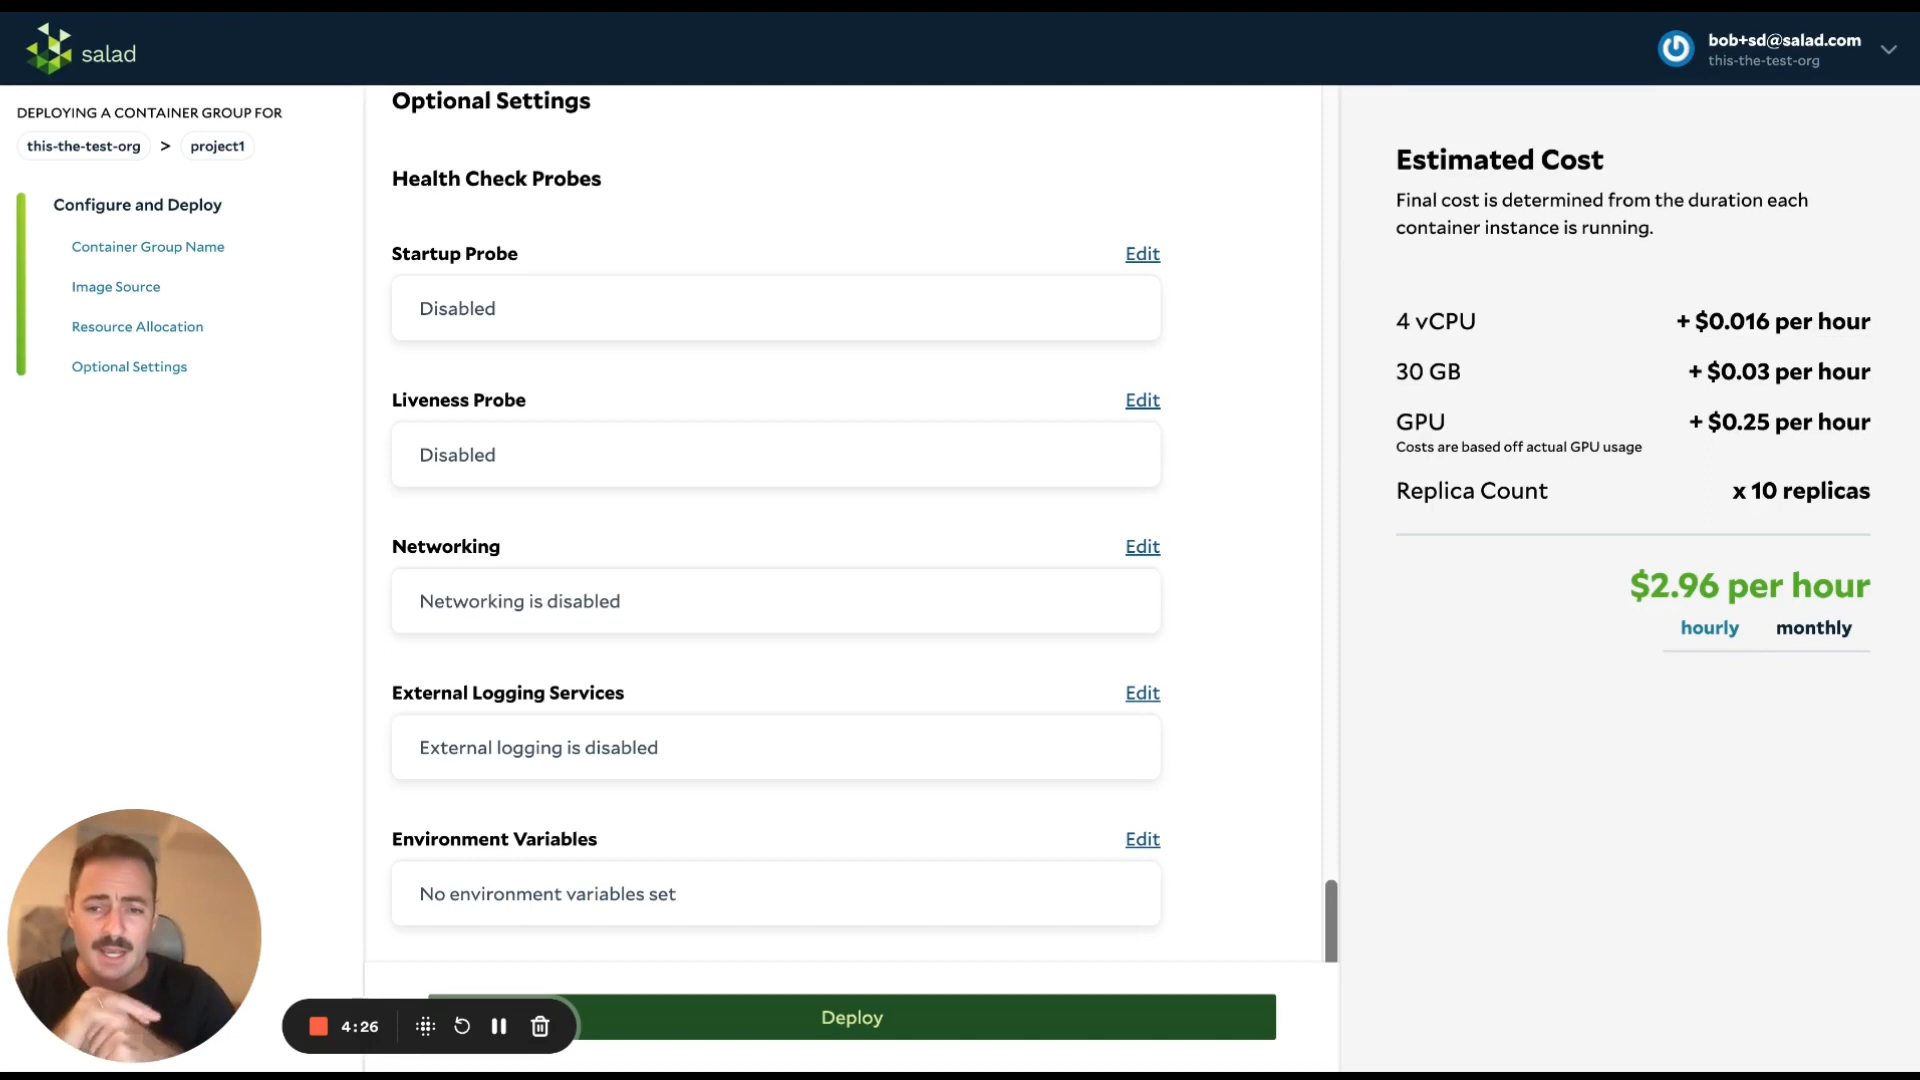 salad
bob+sd@salad.com
this-the-test-org
DEPLOYING A CONTAINER GROUP FOR
this-the-test-org > project1
Configure and Deploy
Container Group Name
Image Source
Resource Allocation
Optional Settings
Optional Settings
Health Check Probes
Startup Probe Edit
Disabled
Liveness Probe Edit
Disabled
Networking Edit
Networking is disabled
External Logging Services Edit
External logging is disabled
Environment Variables Edit
No environment variables set
Deploy
4:26
Estimated Cost
Final cost is determined from the duration each
container instance is running.
4 vCPU + $0.016 per hour
30 GB + $0.03 per hour
GPU + $0.25 per hour
Costs are based off actual GPU usage
Replica Count x 10 replicas
$2.96 per hour
hourly monthly